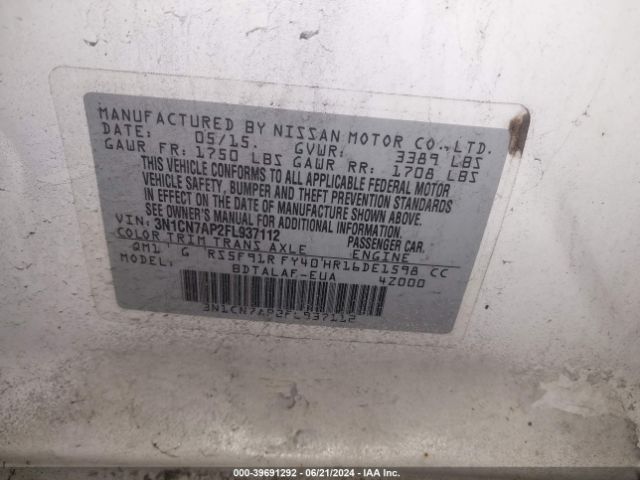 MANUFACTURED BY NISSAN MOTOR CO., LTD.
DATE: 05/15. GVWR: 3389 LBS
GAWR FR: 1750 LBS GAWR RR: 1708 LBS
THIS VEHICLE CONFORMS TO ALL APPLICABLE FEDERAL MOTOR
VEHICLE SAFETY, BUMPER AND THEFT PREVENTION STANDARDS
IN EFFECT ON THE DATE OF MANUFACTURE SHOWN ABOVE.
SEE OWNER'S MANUAL FOR ADDITIONAL INFORMATION
VIN: 3N1CN7AP2FL937112 PASSENGER CAR.
COLOR TRIM TRANS AXLE ENGINE
QM1 G RS5F91R FY40 HR16DE1598 CC
MODEL: BDTALAF-EUA 4Z000
3N1CN7AP2FL937112
000-39691292 - 06/21/2024 - IAA Inc.